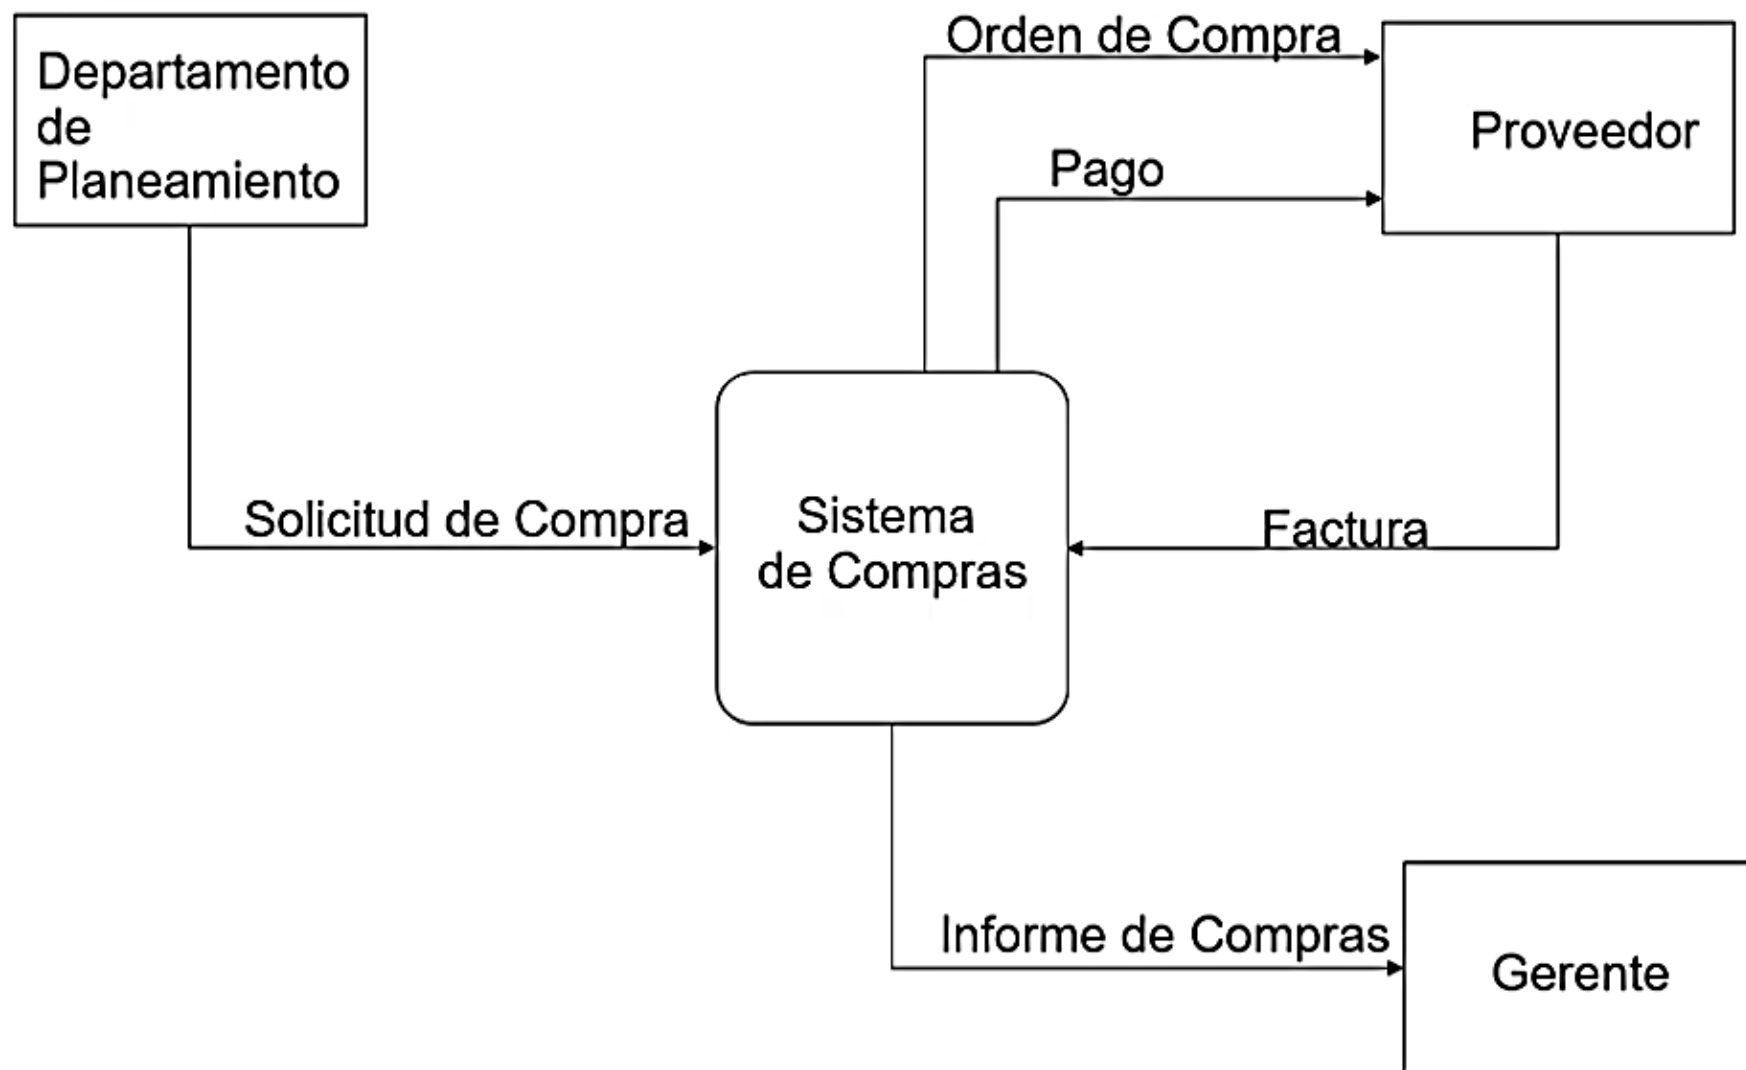 Departamento
de
Planeamiento
Orden de Compra
Proveedor
Pago
Solicitud de Compra
Sistema
de Compras
Factura
Informe de Compras
Gerente